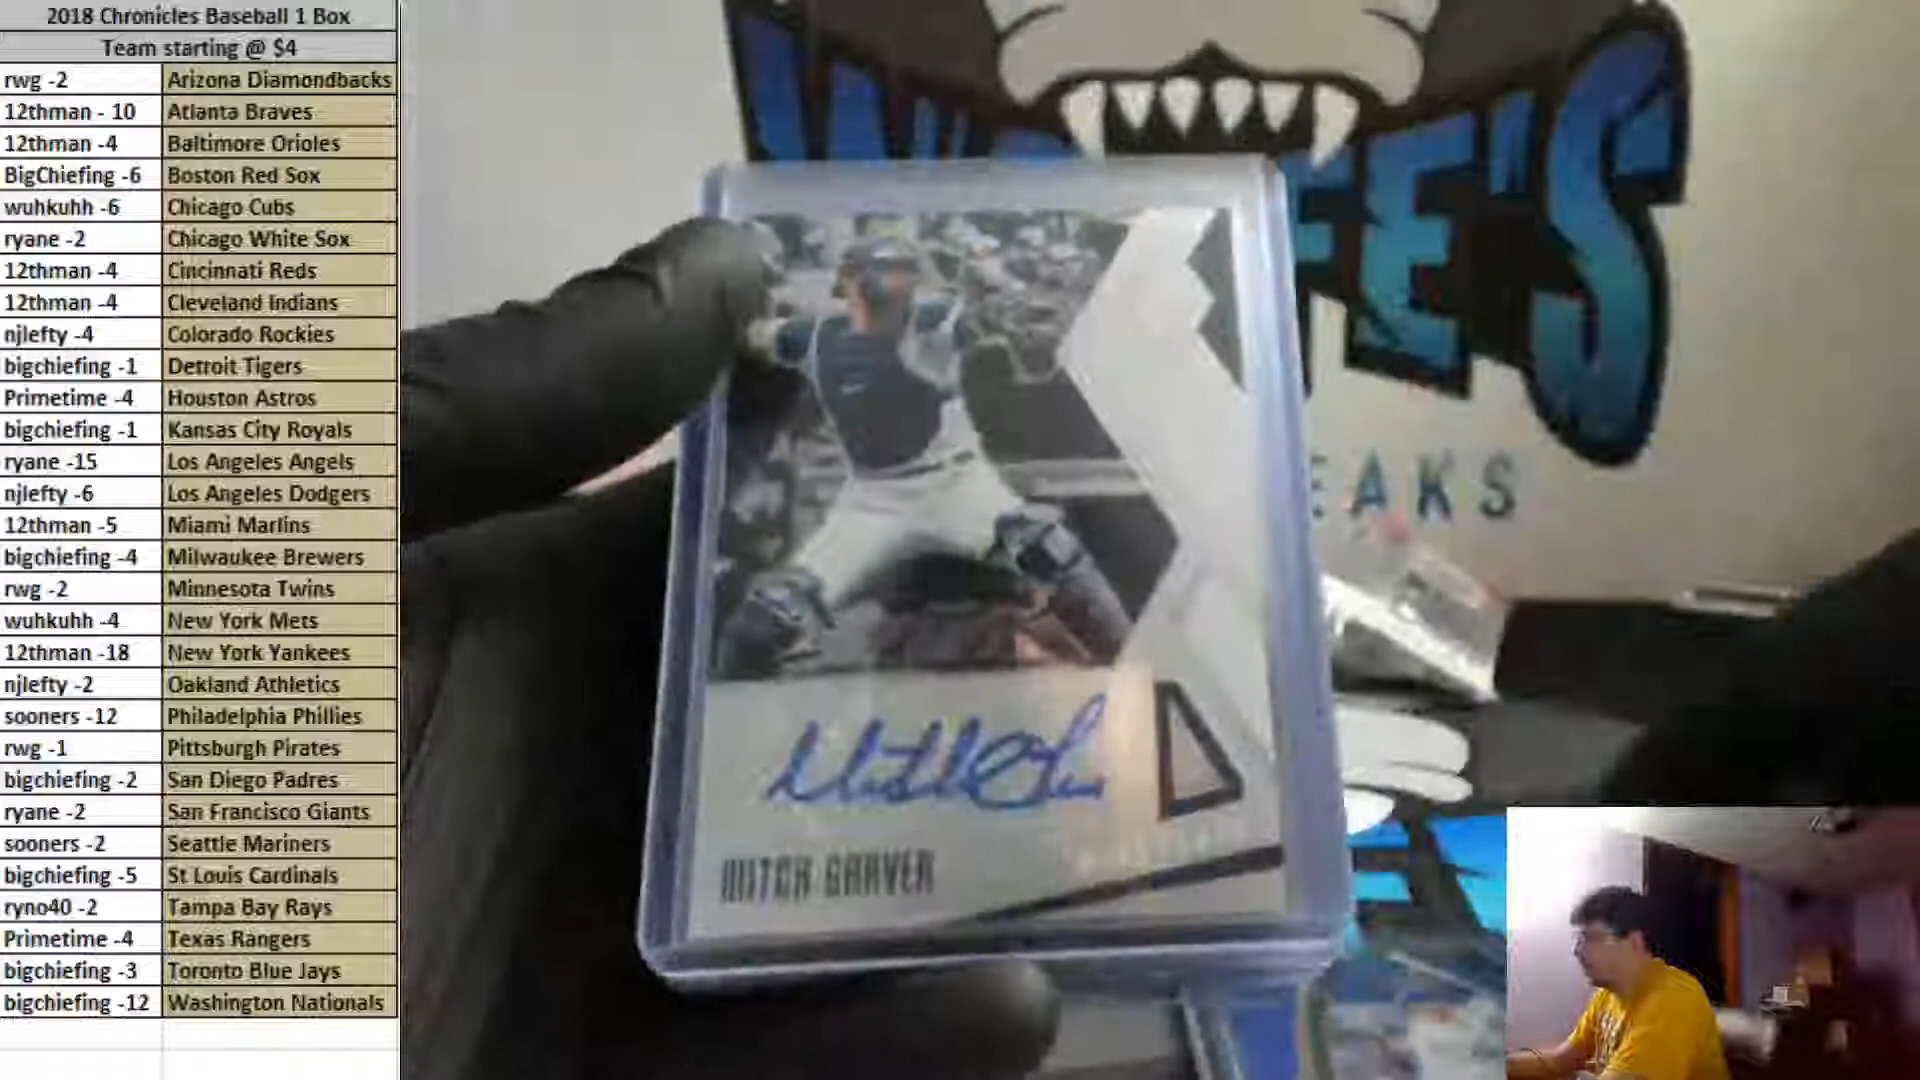 2018 Chronicles Baseball 1 Box
Team starting @ $4
rwg -2 Arizona Diamondbacks
12thman - 10 Atlanta Braves
12thman -4 Baltimore Orioles
BigChiefing -6 Boston Red Sox
wuhkuhh -6 Chicago Cubs
ryane -2 Chicago White Sox
12thman -4 Cincinnati Reds
12thman -4 Cleveland Indians
njlefty -4 Colorado Rockies
bigchiefing -1 Detroit Tigers
Primetime -4 Houston Astros
bigchiefing -1 Kansas City Royals
ryane -15 Los Angeles Angels
njlefty -6 Los Angeles Dodgers
12thman -5 Miami Marlins
bigchiefing -4 Milwaukee Brewers
rwg -2 Minnesota Twins
wuhkuhh -4 New York Mets
12thman -18 New York Yankees
njlefty -2 Oakland Athletics
sooners -12 Philadelphia Phillies
rwg -1 Pittsburgh Pirates
bigchiefing -2 San Diego Padres
ryane -2 San Francisco Giants
sooners -2 Seattle Mariners
bigchiefing -5 St Louis Cardinals
ryno40 -2 Tampa Bay Rays
Primetime -4 Texas Rangers
bigchiefing -3 Toronto Blue Jays
bigchiefing -12 Washington Nationals
EAKS
MITCH GARVER